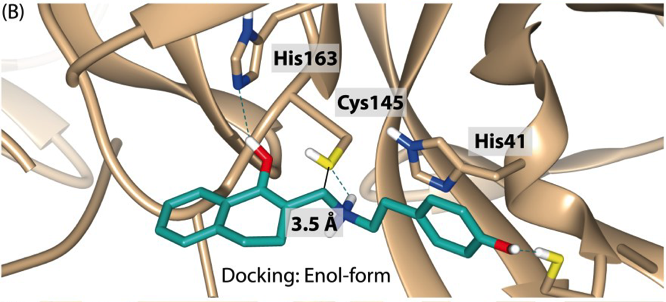 (B)
His163
Cys145
His41
3.5 Å
Docking: Enol-form